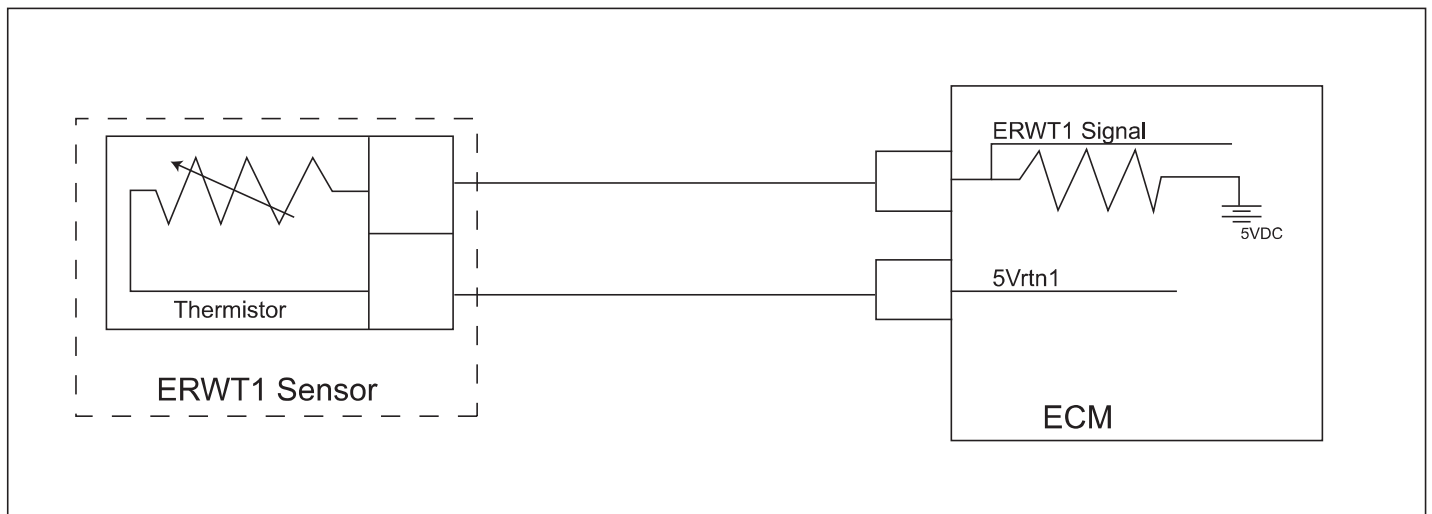 ERWT1 Signal
5VDC
5Vrtn1
Thermistor
ERWT1 Sensor
ECM